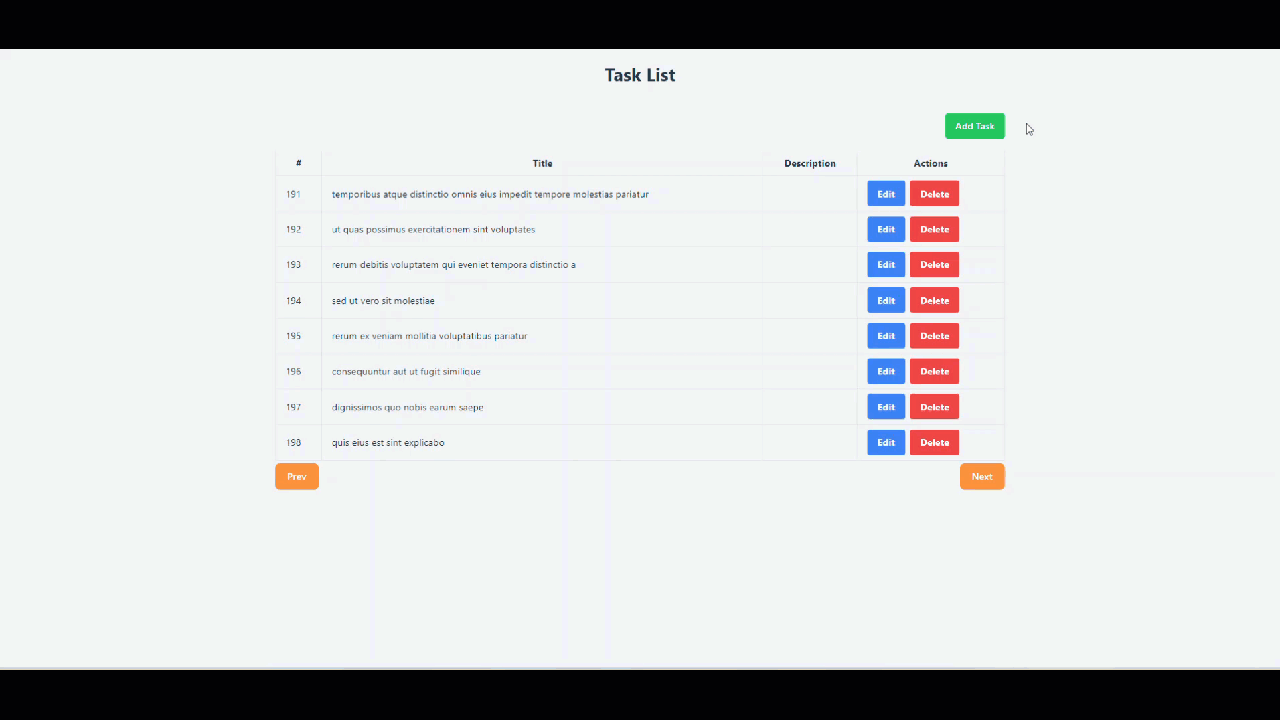 Task List
Add Task
# Title Description Actions
191 temporibus atque distinctio omnis eius impedit tempore molestias pariatur Edit Delete
192 ut quas possimus exercitationem sint voluptates Edit Delete
193 rerum debitis voluptatem qui eveniet tempora distinctio a Edit Delete
194 sed ut vero sit molestiae Edit Delete
195 rerum ex veniam mollitia voluptatibus pariatur Edit Delete
196 consequuntur aut ut fugit similique Edit Delete
197 dignissimos quo nobis earum saepe Edit Delete
198 quis eius est sint explicabo Edit Delete
Prev Next